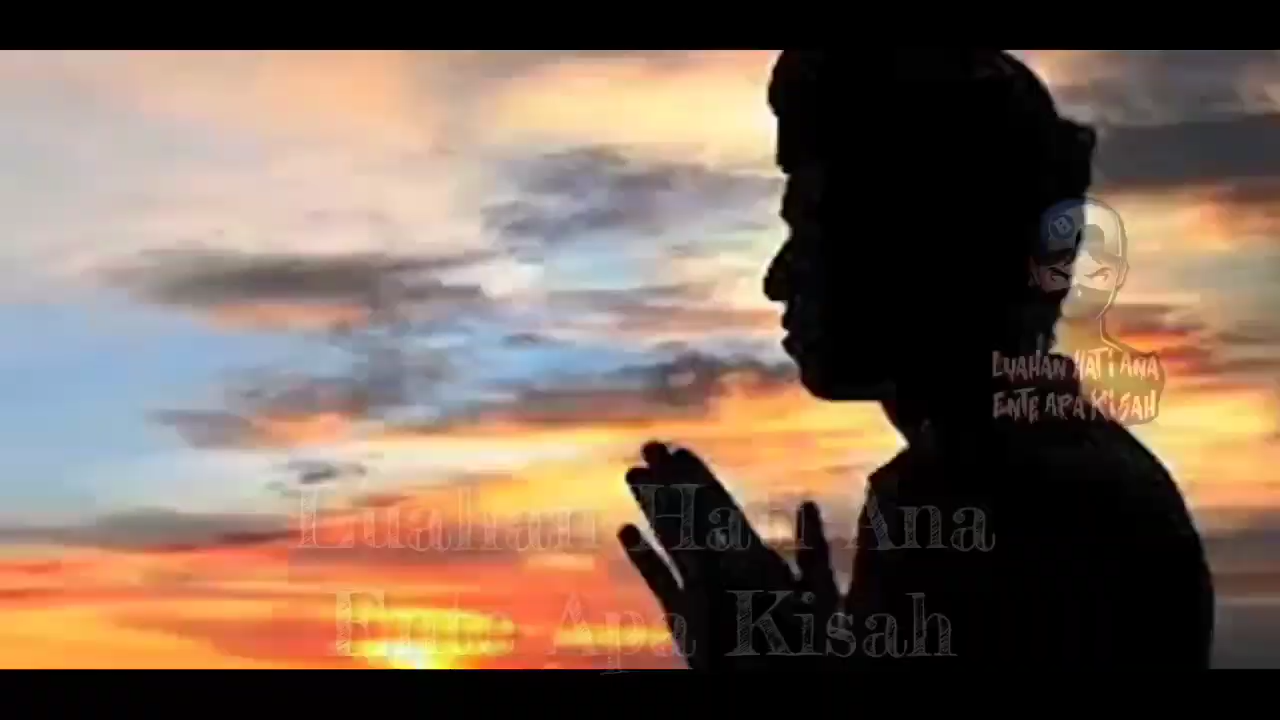 B
LUAHAN HATI ANA
ENTE APA KISAH
Luahan Hati Ana
Ente Apa Kisah